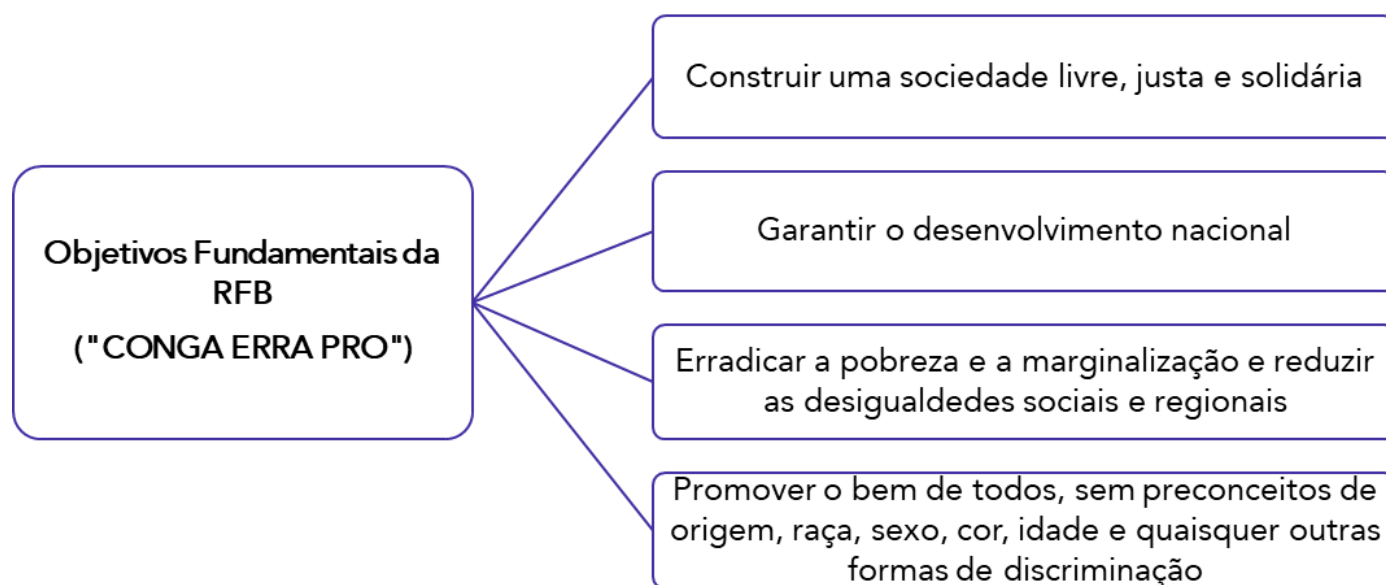 Objetivos Fundamentais da
RFB
("CONGA ERRA PRO")
Construir uma sociedade livre, justa e solidária
Garantir o desenvolvimento nacional
Erradicar a pobreza e a marginalização e reduzir
as desigualdedes sociais e regionais
Promover o bem de todos, sem preconceitos de
origem, raça, sexo, cor, idade e quaisquer outras
formas de discriminação